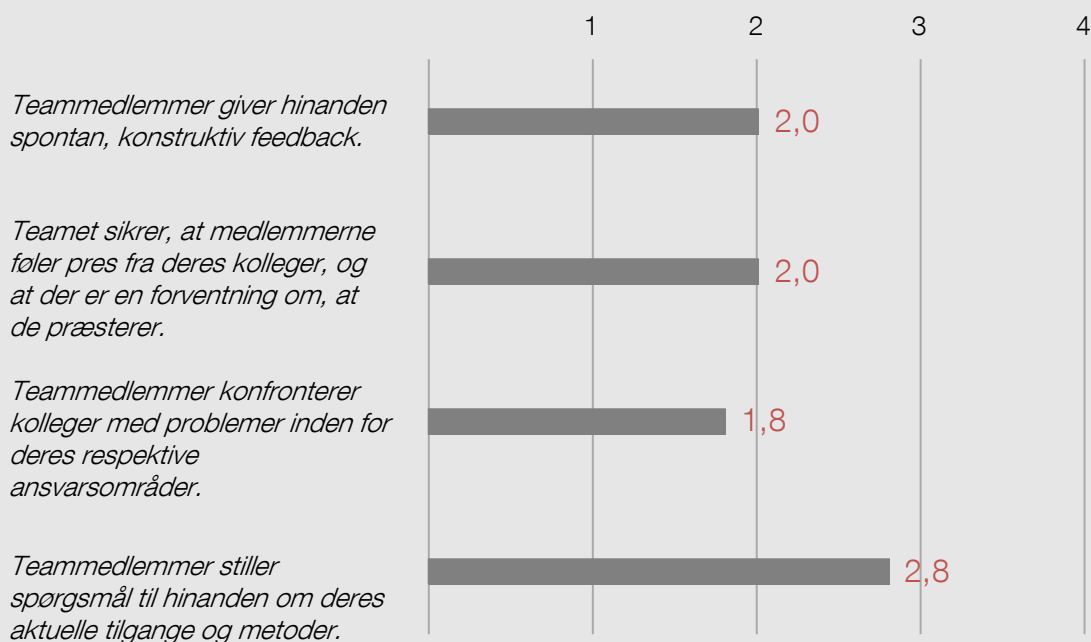 1 2 3 4
Teammedlemmer giver hinanden
spontan, konstruktiv feedback.
2,0
Teamet sikrer, at medlemmerne
føler pres fra deres kolleger, og
at der er en forventning om, at
de præsterer.
2,0
Teammedlemmer konfronterer
kolleger med problemer inden for
deres respektive
ansvarsområder.
1,8
Teammedlemmer stiller
spørgsmål til hinanden om deres
aktuelle tilgange og metoder.
2,8